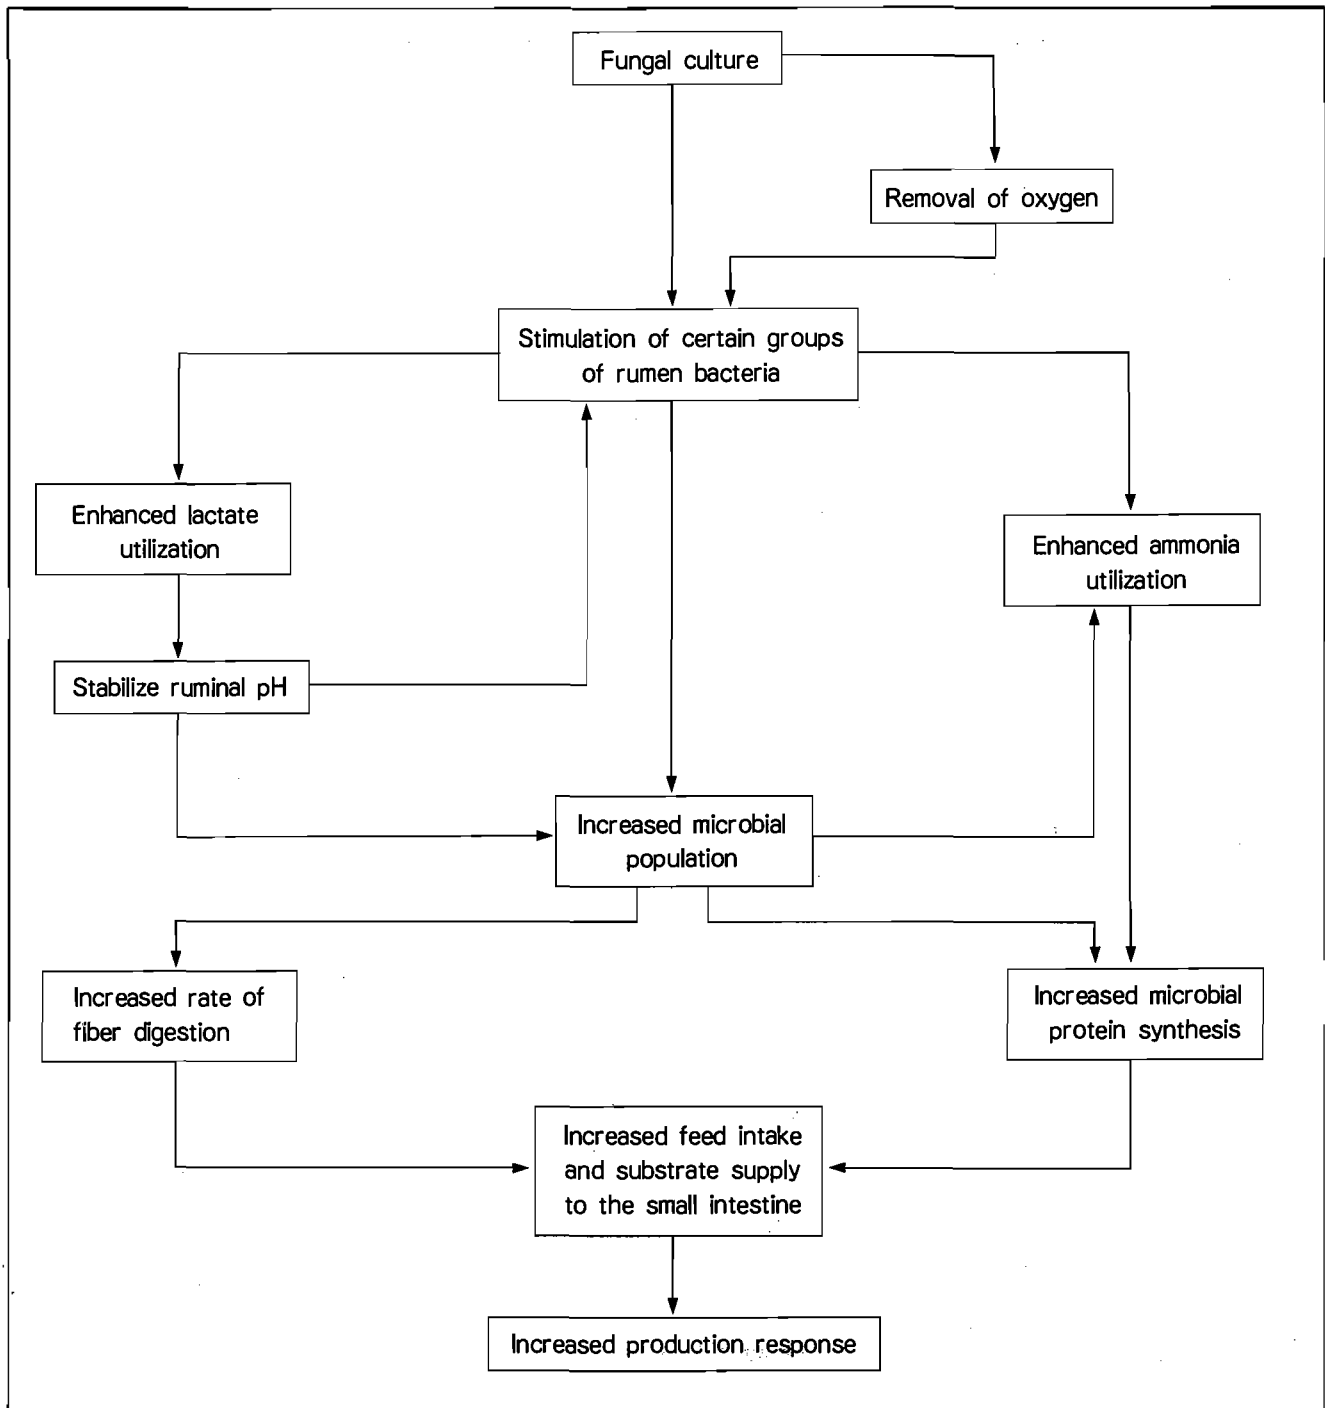 Fungal culture
Removal of oxygen
Stimulation of certain groups
of rumen bacteria
Enhanced lactate
utilization
Enhanced ammonia
utilization
Stabilize ruminal pH
Increased microbial
population
Increased rate of
fiber digestion
Increased microbial
protein synthesis
Increased feed intake
and substrate supply
to the small intestine
Increased production response